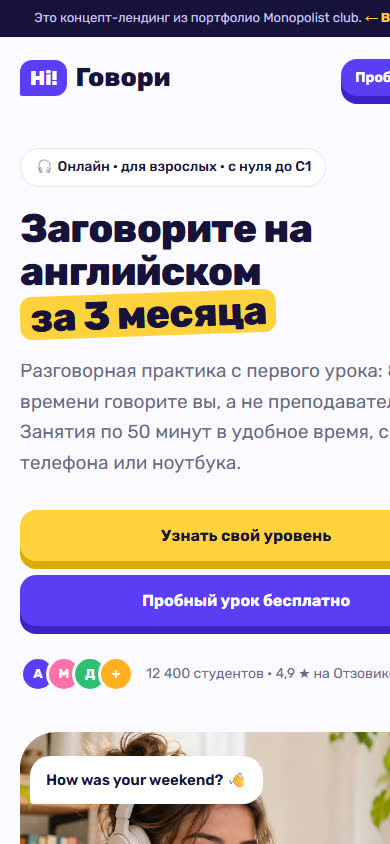 Это концепт-лендинг из портфолио Monopolist club. ← В
Hi! Говори
Проб
Онлайн • для взрослых • с нуля до C1
Заговорите на
английском
за 3 месяца
Разговорная практика с первого урока:
времени говорите вы, а не преподавател
Занятия по 50 минут в удобное время, с
телефона или ноутбука.
Узнать свой уровень
Пробный урок бесплатно
А М Д + 12 400 студентов • 4,9 ★ на Отзовик
How was your weekend? 👋